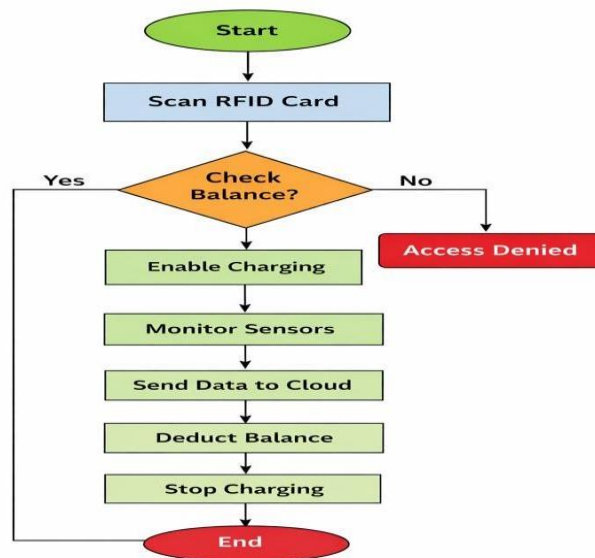 Start
Scan RFID Card
Yes
Check
Balance?
No
Access Denied
Enable Charging
Monitor Sensors
Send Data to Cloud
Deduct Balance
Stop Charging
End